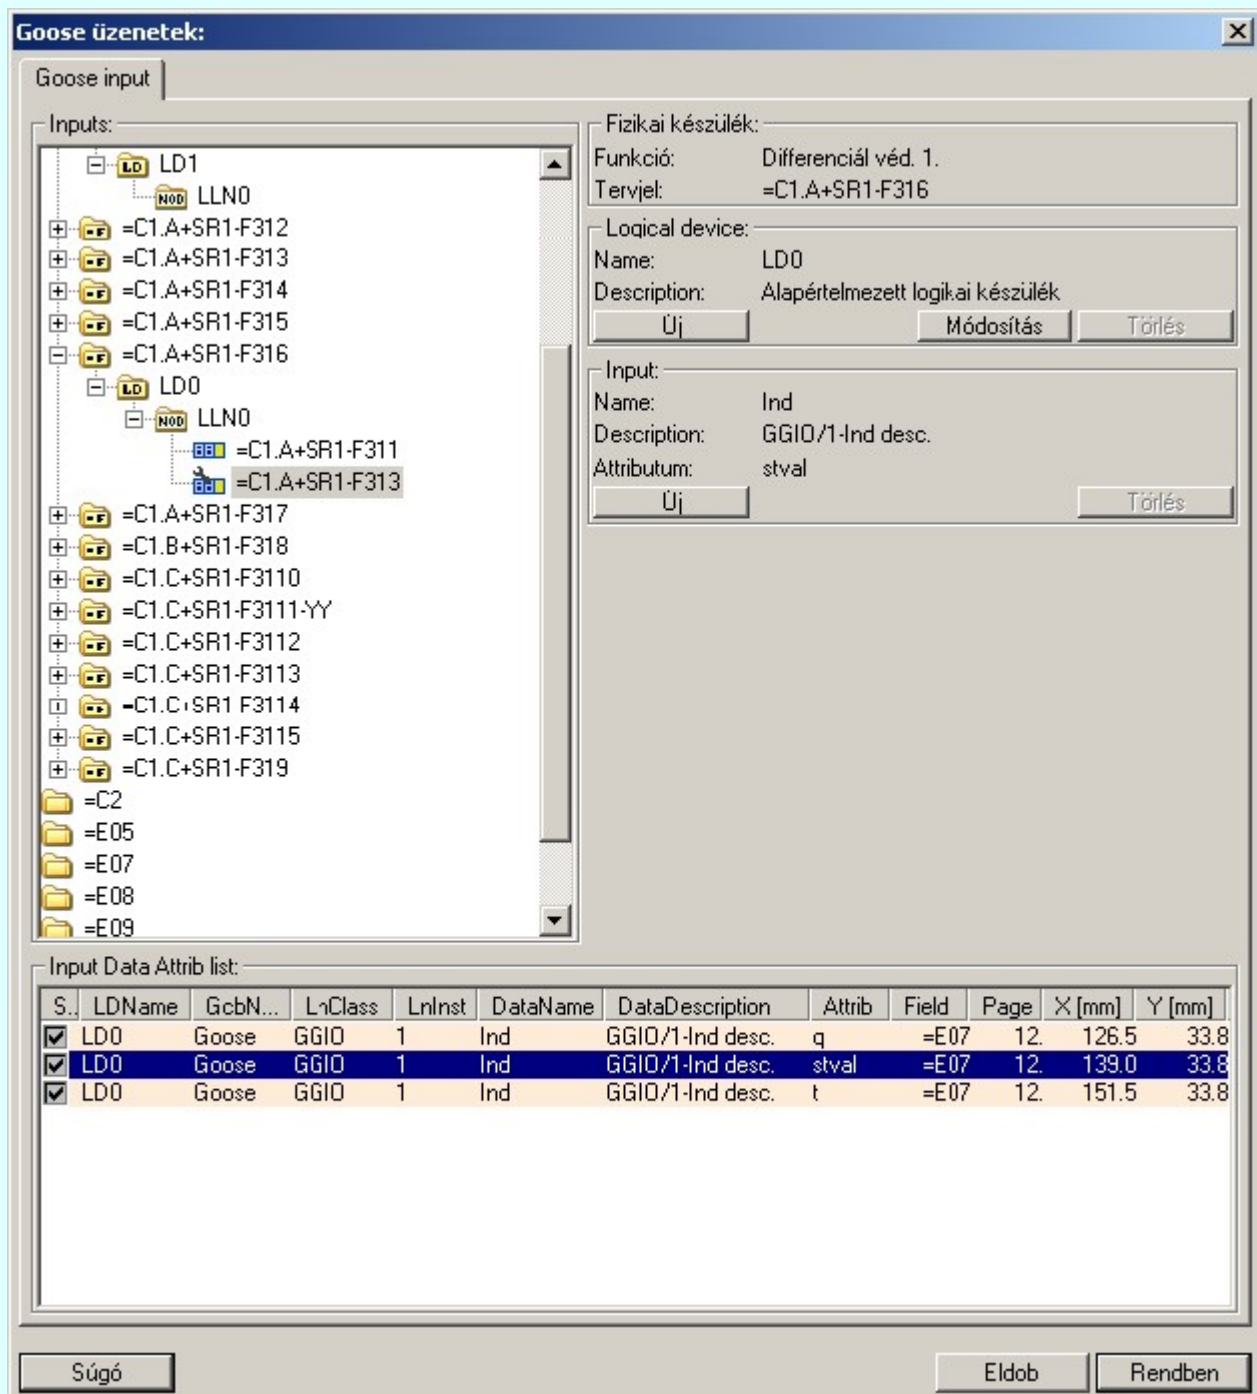 Goose üzenetek:
Goose input
Inputs:
LD1
LLN0
=C1.A+SR1-F312
=C1.A+SR1-F313
=C1.A+SR1-F314
=C1.A+SR1-F315
=C1.A+SR1-F316
LD0
LLN0
=C1.A+SR1-F311
=C1.A+SR1-F313
=C1.A+SR1-F317
=C1.B+SR1-F318
=C1.C+SR1-F3110
=C1.C+SR1-F3111-YY
=C1.C+SR1-F3112
=C1.C+SR1-F3113
=C1.C+SR1-F3114
=C1.C+SR1-F3115
=C1.C+SR1-F319
=C2
=E05
=E07
=E08
=E09
Fizikai készülék:
Funkció: Differenciál véd. 1.
Tervjel: =C1.A+SR1-F316
Logical device:
Name: LD0
Description: Alapértelmezett logikai készülék
Új Módosítás Törlés
Input:
Name: Ind
Description: GGIO/1-Ind desc.
Attributum: stval
Új Törlés
Input Data Attrib list:
S.. LDName GcbN... LnClass LnInst DataName DataDescription Attrib Field Page X [mm] Y [mm]
LD0 Goose GGIO 1 Ind GGIO/1-Ind desc. q =E07 12. 126.5 33.8
LD0 Goose GGIO 1 Ind GGIO/1-Ind desc. stval =E07 12. 139.0 33.8
LD0 Goose GGIO 1 Ind GGIO/1-Ind desc. t =E07 12. 151.5 33.8
Súgó Eldob Rendben